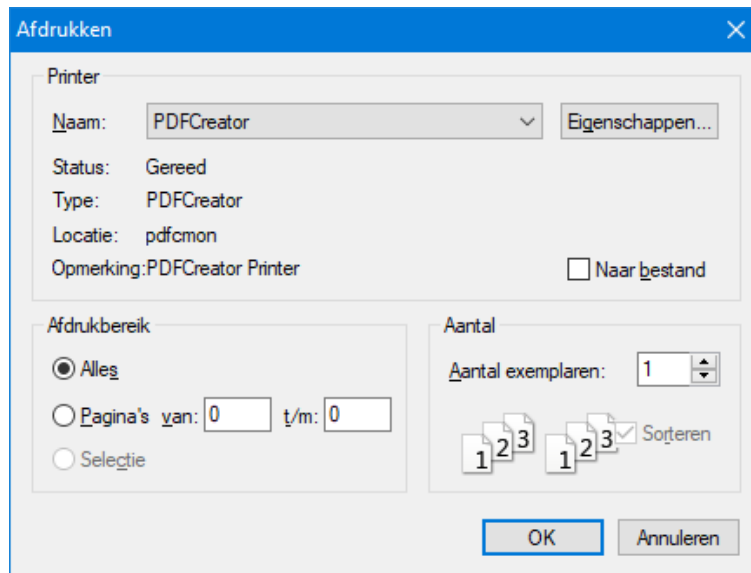 Afdrukken
Printer
Naam: PDFCreator Eigenschappen...
Status: Gereed
Type: PDFCreator
Locatie: pdfcmon
Opmerking:PDFCreator Printer Naar bestand
Afdrukbereik
Alles
Pagina's van: 0 t/m: 0
Selectie
Aantal
Aantal exemplaren: 1
1 2 3 1 2 3 Sorteren
OK Annuleren